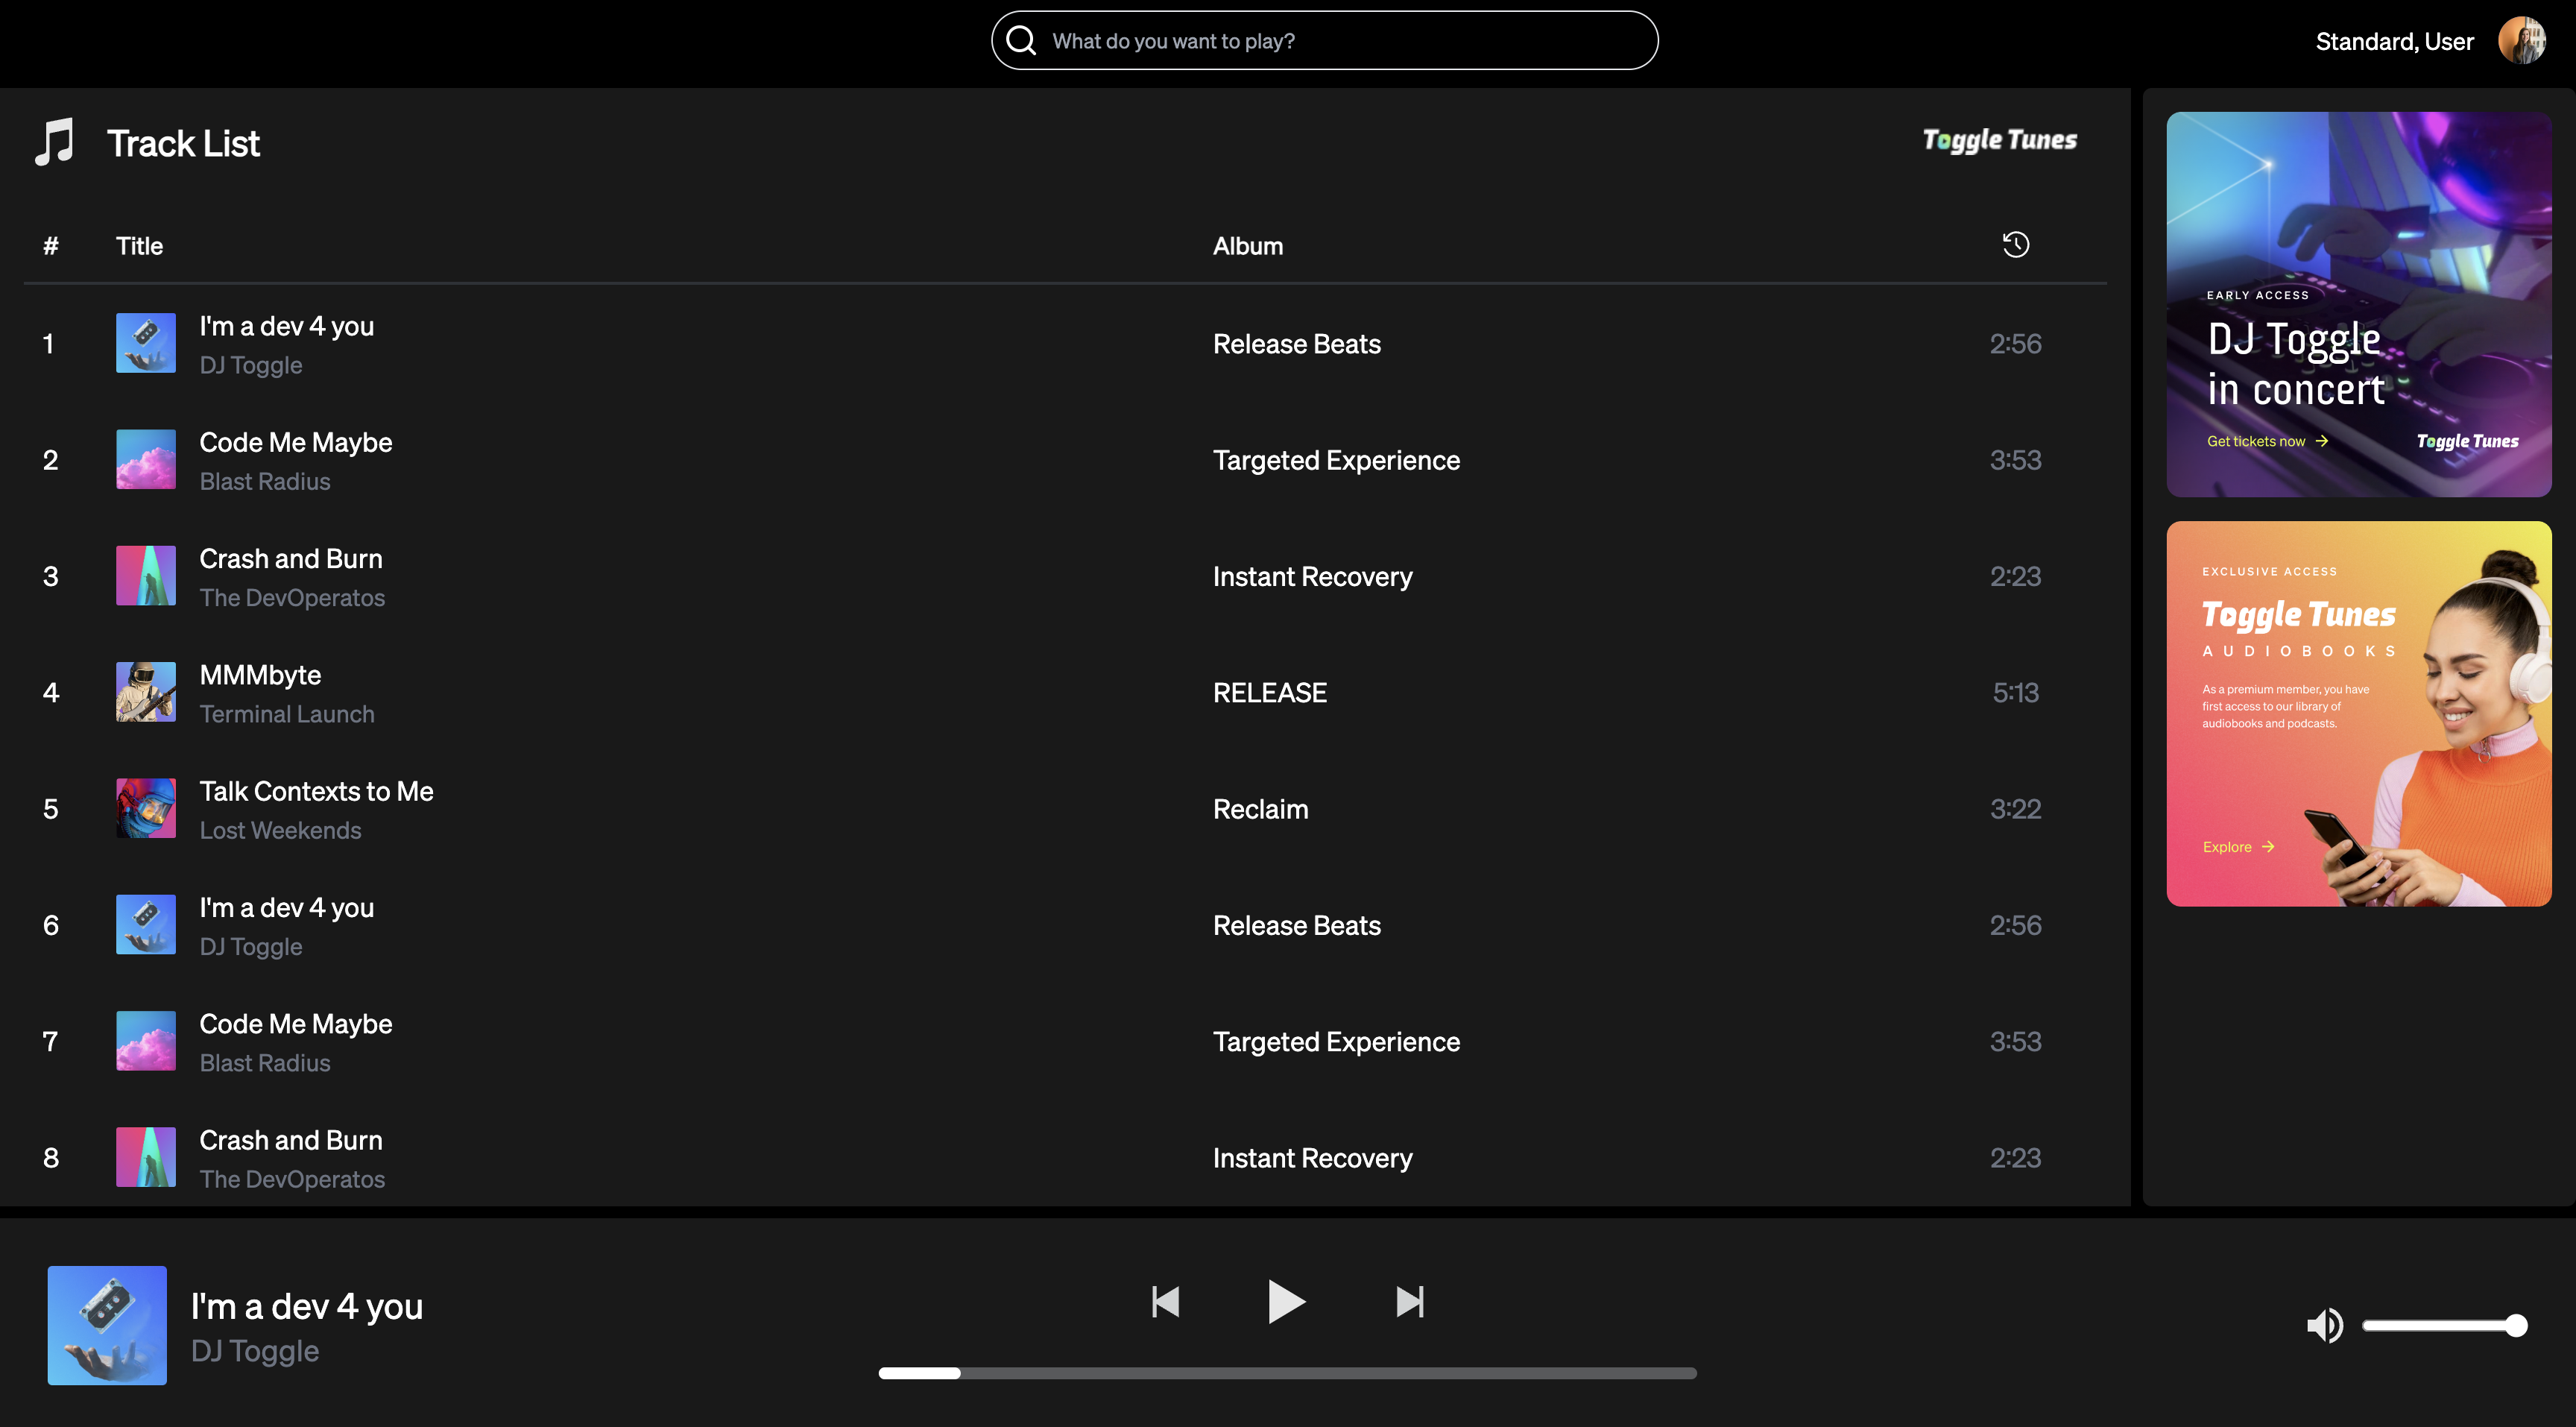 What do you want to play?
Standard, User
Track List
Toggle Tunes
# Title Album
1 I'm a dev 4 you Release Beats 2:56
DJ Toggle
2 Code Me Maybe Targeted Experience 3:53
Blast Radius
3 Crash and Burn Instant Recovery 2:23
The DevOperatos
4 MMMbyte RELEASE 5:13
Terminal Launch
5 Talk Contexts to Me Reclaim 3:22
Lost Weekends
6 I'm a dev 4 you Release Beats 2:56
DJ Toggle
7 Code Me Maybe Targeted Experience 3:53
Blast Radius
8 Crash and Burn Instant Recovery 2:23
The DevOperatos
EARLY ACCESS
DJ Toggle
in concert
Get tickets now → Toggle Tunes
EXCLUSIVE ACCESS
Toggle Tunes
AUDIOBOOKS
As a premium member, you have
first access to our library of
audiobooks and podcasts.
Explore →
I'm a dev 4 you
DJ Toggle